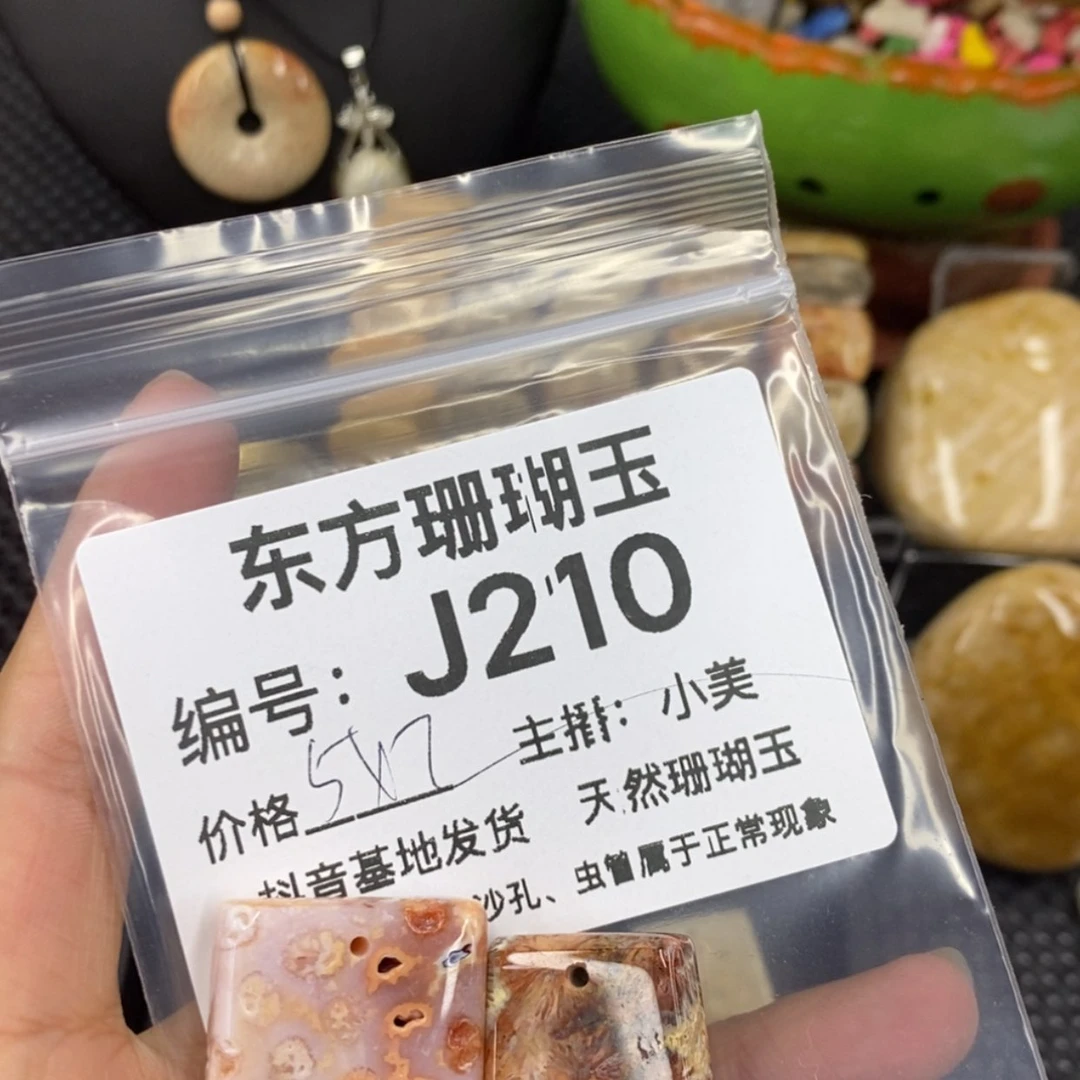 东方珊瑚玉
编号：J210
价格 主播：小美
抖音基地发货 天然珊瑚玉
沙孔、虫管属于正常现象